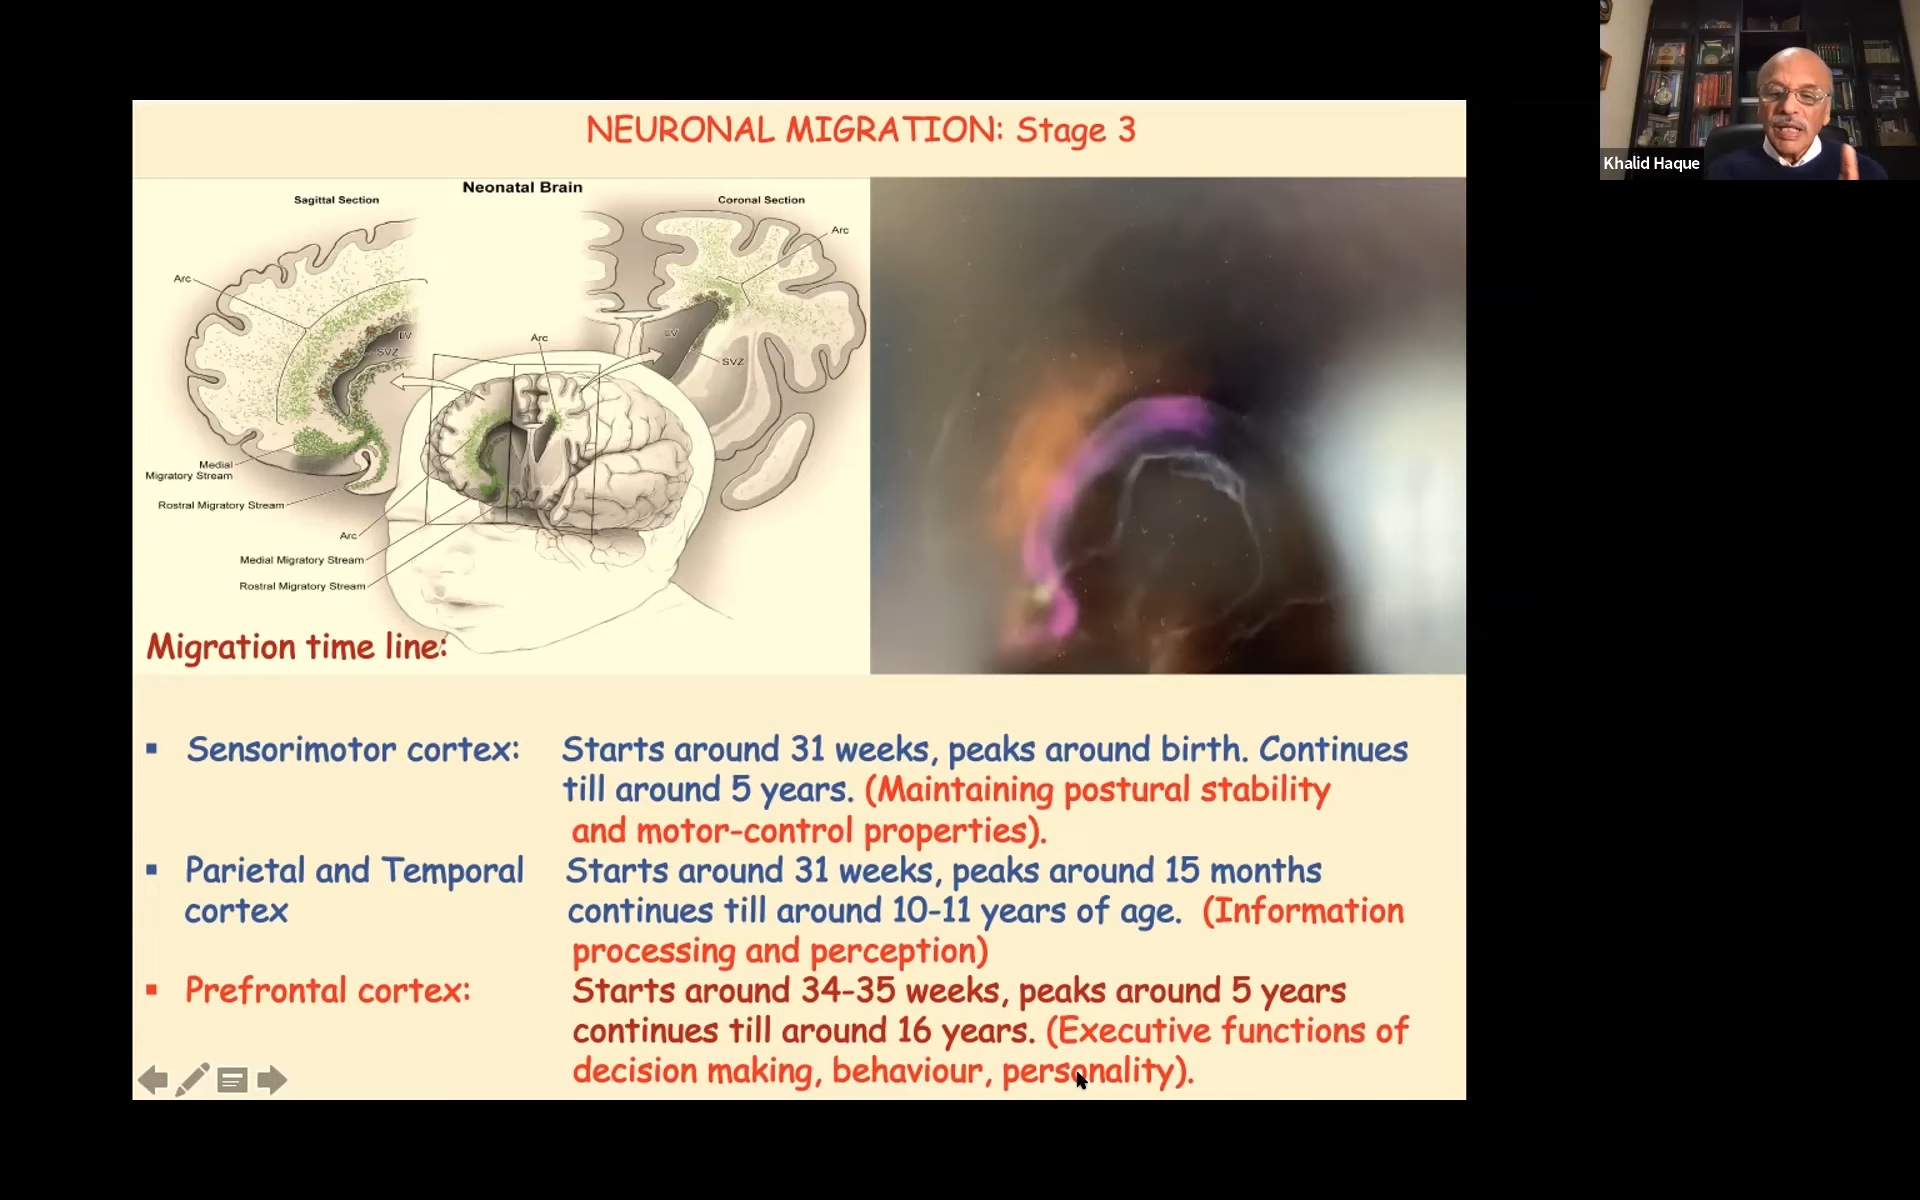 NEURONAL MIGRATION: Stage 3
Khalid Haque
Neonatal Brain
Sagittal Section
Coronal Section
Arc
Arc
LV
SVZ
LV
SVZ
Arc
Medial
Migratory Stream
Rostral Migratory Stream
Arc
Medial Migratory Stream
Rostral Migratory Stream
Migration time line:
▪ Sensorimotor cortex: Starts around 31 weeks, peaks around birth. Continues
till around 5 years. (Maintaining postural stability
and motor-control properties).
▪ Parietal and Temporal Starts around 31 weeks, peaks around 15 months
cortex continues till around 10-11 years of age. (Information
processing and perception)
▪ Prefrontal cortex: Starts around 34-35 weeks, peaks around 5 years
continues till around 16 years. (Executive functions of
decision making, behaviour, personality).